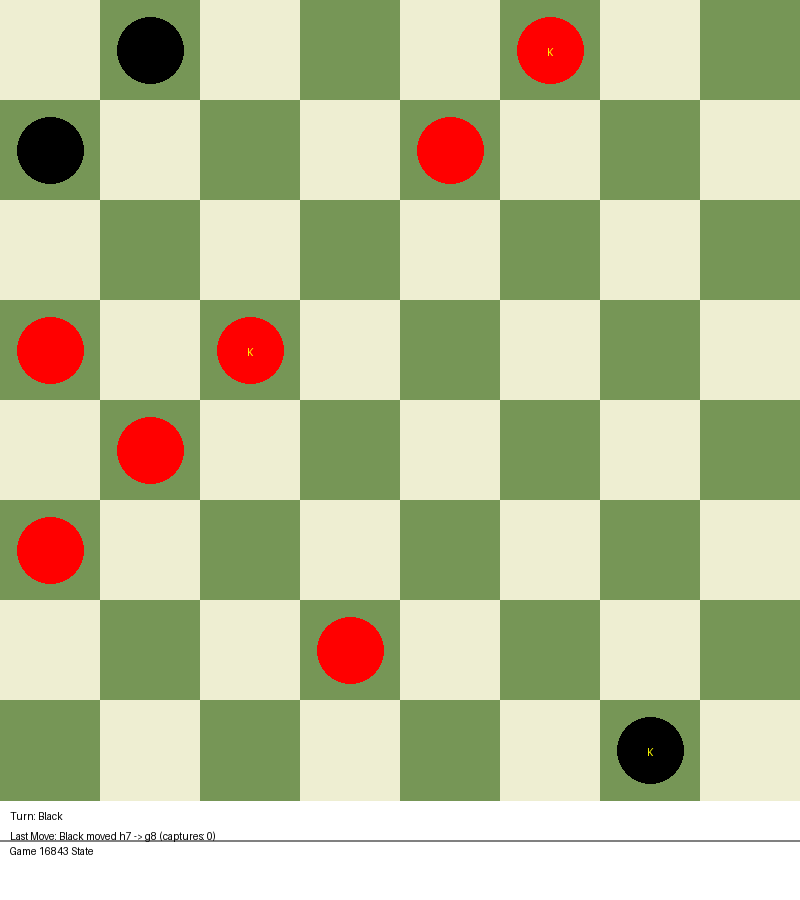 K
K
K
Turn: Black
Last Move: Black moved h7 -> g8 (captures: 0)
Game 16843 State